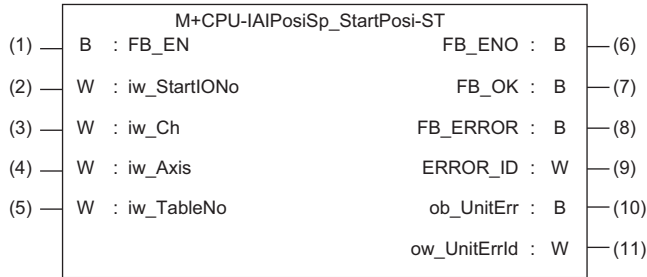 M+CPU-IAIPosiSp_StartPosi-ST
(1) B : FB_EN FB_ENO : B (6)
(2) W : iw_StartIONo FB_OK : B (7)
(3) W : iw_Ch FB_ERROR : B (8)
(4) W : iw_Axis ERROR_ID : W (9)
(5) W : iw_TableNo ob_UnitErr : B (10)
ow_UnitErrId : W (11)